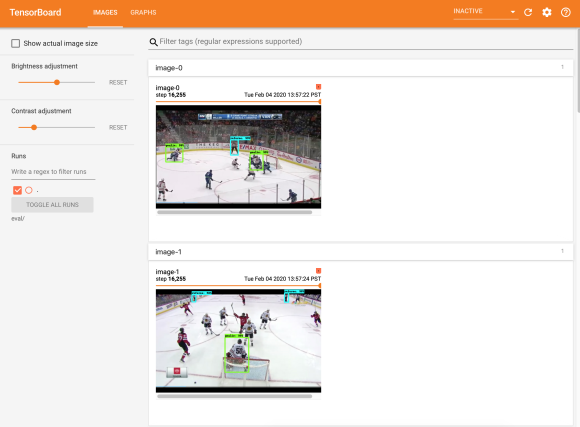 TensorBoard
IMAGES
GRAPHS
INACTIVE
Show actual image size
Brightness adjustment
RESET
Contrast adjustment
RESET
Runs
Write a regex to filter runs
.
TOGGLE ALL RUNS
eval/
Filter tags (regular expressions supported)
image-0
1
image-0
step 16,255
Tue Feb 04 2020 13:57:22 PST
image-1
1
image-1
step 16,255
Tue Feb 04 2020 13:57:24 PST